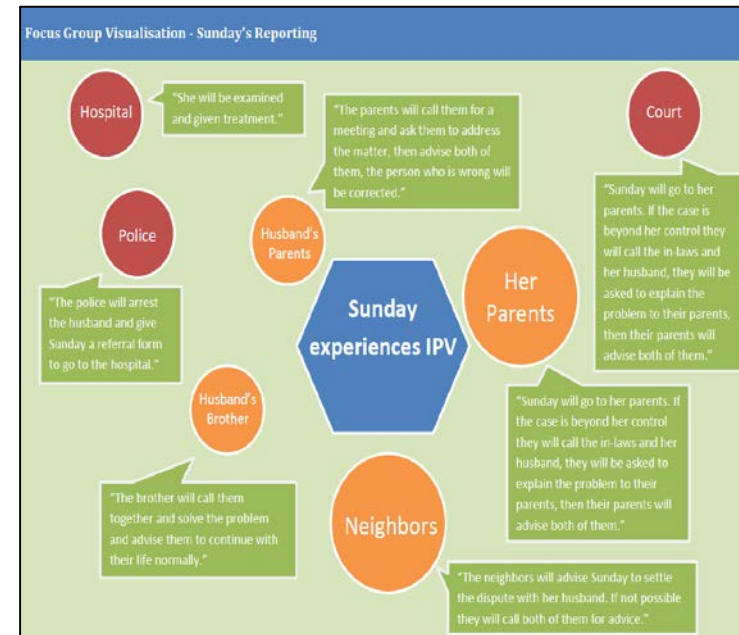 Focus Group Visualisation - Sunday's Reporting
Hospital
"She will be examined
and given treatment."
"The parents will call them for a
meeting and ask them to address
the matter, then advise both of
them, the person who is wrong will
be corrected."
Court
"Sunday will go to her
parents. If the case is
beyond her control they
will call the in-laws and
her husband, they will be
asked to explain the
problem to their parents,
then their parents will
advise both of them."
Police
"The police will arrest
the husband and give
Sunday a referral form
to go to the hospital."
Husband's
Parents
Sunday
experiences IPV
Her
Parents
"Sunday will go to her parents. If
the case is beyond her control
they will call the in-laws and her
husband, they will be asked to
explain the problem to their
parents, then their parents will
advise both of them."
Husband's
Brother
"The brother will call them
together and solve the problem
and advise them to continue with
their life normally."
Neighbors
"The neighbors will advise Sunday to settle
the dispute with her husband. If not possible
they will call both of them for advice."